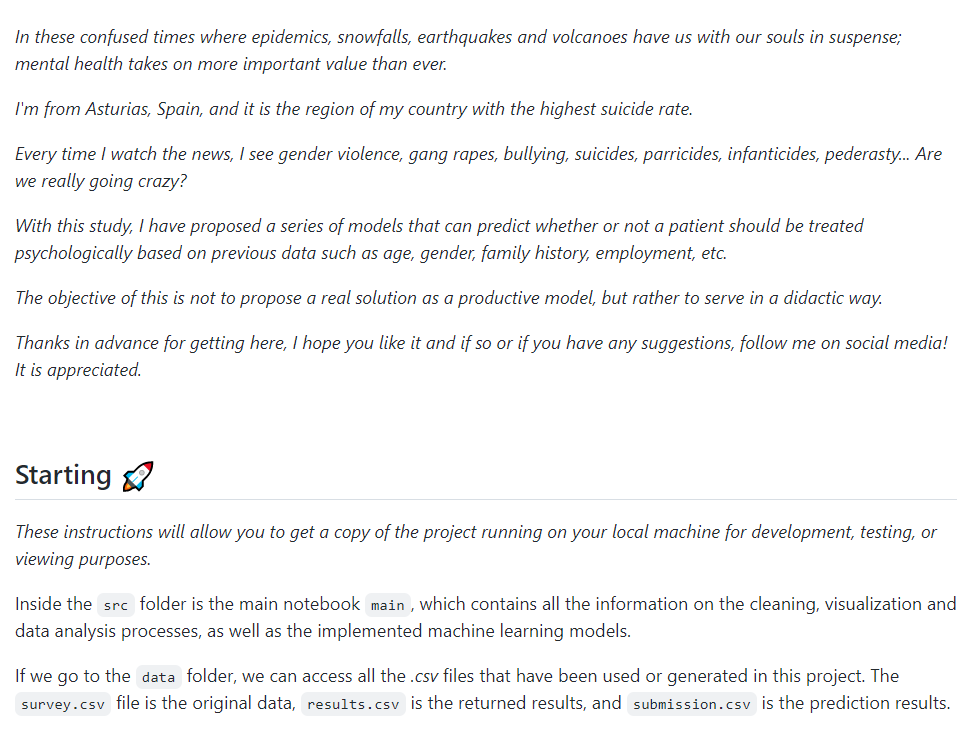 In these confused times where epidemics, snowfalls, earthquakes and volcanoes have us with our souls in suspense;
mental health takes on more important value than ever.
I'm from Asturias, Spain, and it is the region of my country with the highest suicide rate.
Every time I watch the news, I see gender violence, gang rapes, bullying, suicides, parricides, infanticides, pederasty... Are
we really going crazy?
With this study, I have proposed a series of models that can predict whether or not a patient should be treated
psychologically based on previous data such as age, gender, family history, employment, etc.
The objective of this is not to propose a real solution as a productive model, but rather to serve in a didactic way.
Thanks in advance for getting here, I hope you like it and if so or if you have any suggestions, follow me on social media!
It is appreciated.
Starting 🚀
These instructions will allow you to get a copy of the project running on your local machine for development, testing, or
viewing purposes.
Inside the src folder is the main notebook main , which contains all the information on the cleaning, visualization and
data analysis processes, as well as the implemented machine learning models.
If we go to the data folder, we can access all the .csv files that have been used or generated in this project. The
survey.csv file is the original data, results.csv is the returned results, and submission.csv is the prediction results.